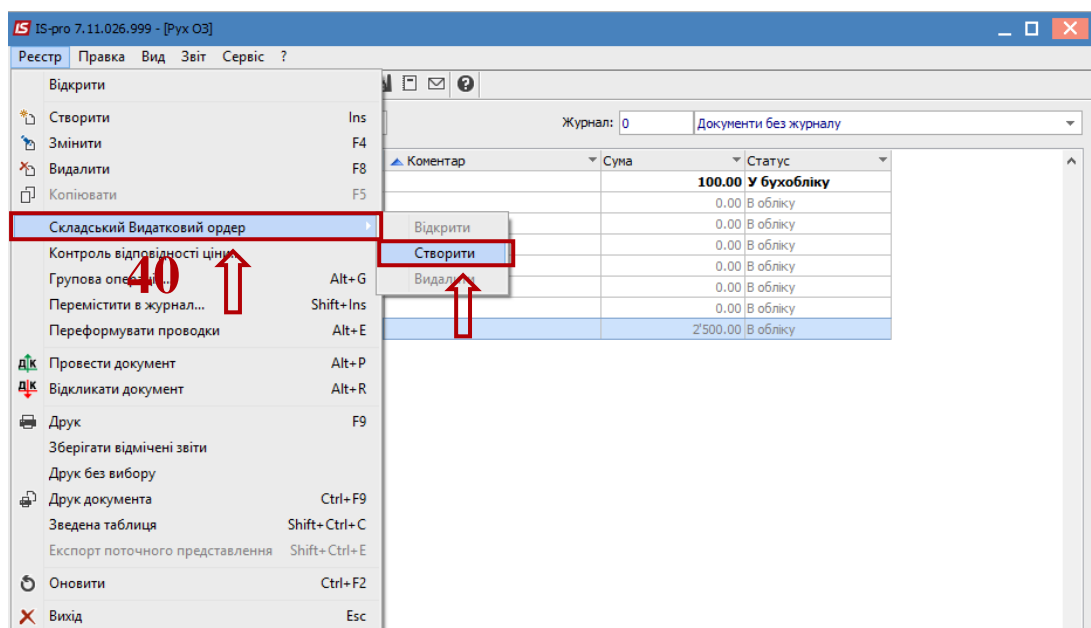 IS-pro 7.11.026.999 - [Рух ОЗ]
Реєстр Правка Вид Звіт Сервіс ?
Відкрити
Журнал: 0 Документи без журналу
Створити Ins
Змінити F4
Видалити F8
Копіювати F5
Складський Видатковий ордер
Контроль відповідності ціни...
Групова операція...  Alt+G
Перемістити в журнал... Shift+Ins
Переформувати проводки Alt+E
Провести документ Alt+P
Відкликати документ Alt+R
Друк F9
Зберігати відмічені звіти
Друк без вибору
Друк документа Ctrl+F9
Зведена таблиця Shift+Ctrl+C
Експорт поточного представлення Shift+Ctrl+E
Оновити Ctrl+F2
Вихід Esc
40
Відкрити
Створити
Видалити
Коментар Сума Статус
100.00 У бухобліку
0.00 В обліку
0.00 В обліку
0.00 В обліку
0.00 В обліку
0.00 В обліку
0.00 В обліку
2'500.00 В обліку